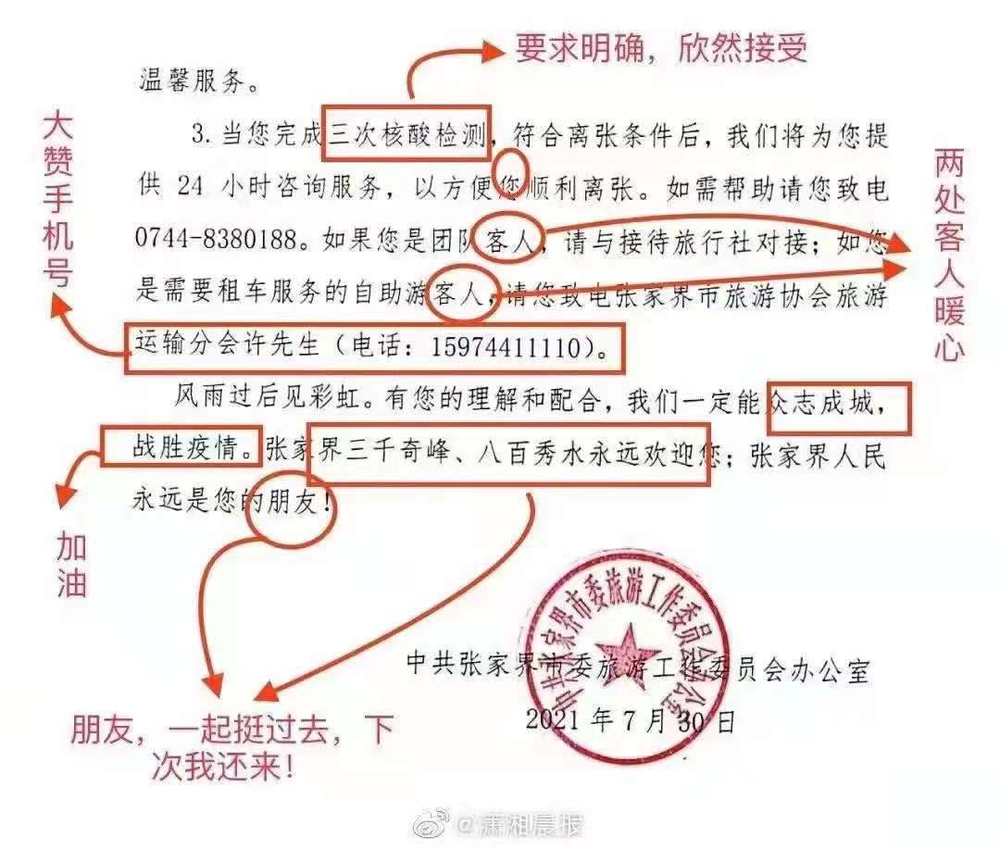 要求明确，欣然接受
温馨服务。
3.当您完成三次核酸检测，符合离张条件后，我们将为您提
供 24 小时咨询服务，以方便您顺利离张。如需帮助请您致电
0744-8380188。如果您是团队客人，请与接待旅行社对接；如您
是需要租车服务的自助游客人，请您致电张家界市旅游协会旅游
运输分会许先生（电话：15974411110）。
风雨过后见彩虹。有您的理解和配合，我们一定能众志成城，
战胜疫情。张家界三千奇峰、八百秀水永远欢迎您；张家界人民
永远是您的朋友！
大赞手机号
两处客人暖心
加油
中共张家界市委旅游工作委员会办公室
中共张家界市委旅游工作委员会办公室
2021 年 7 月 30 日
朋友，一起挺过去，下
次我还来！
@潇湘晨报